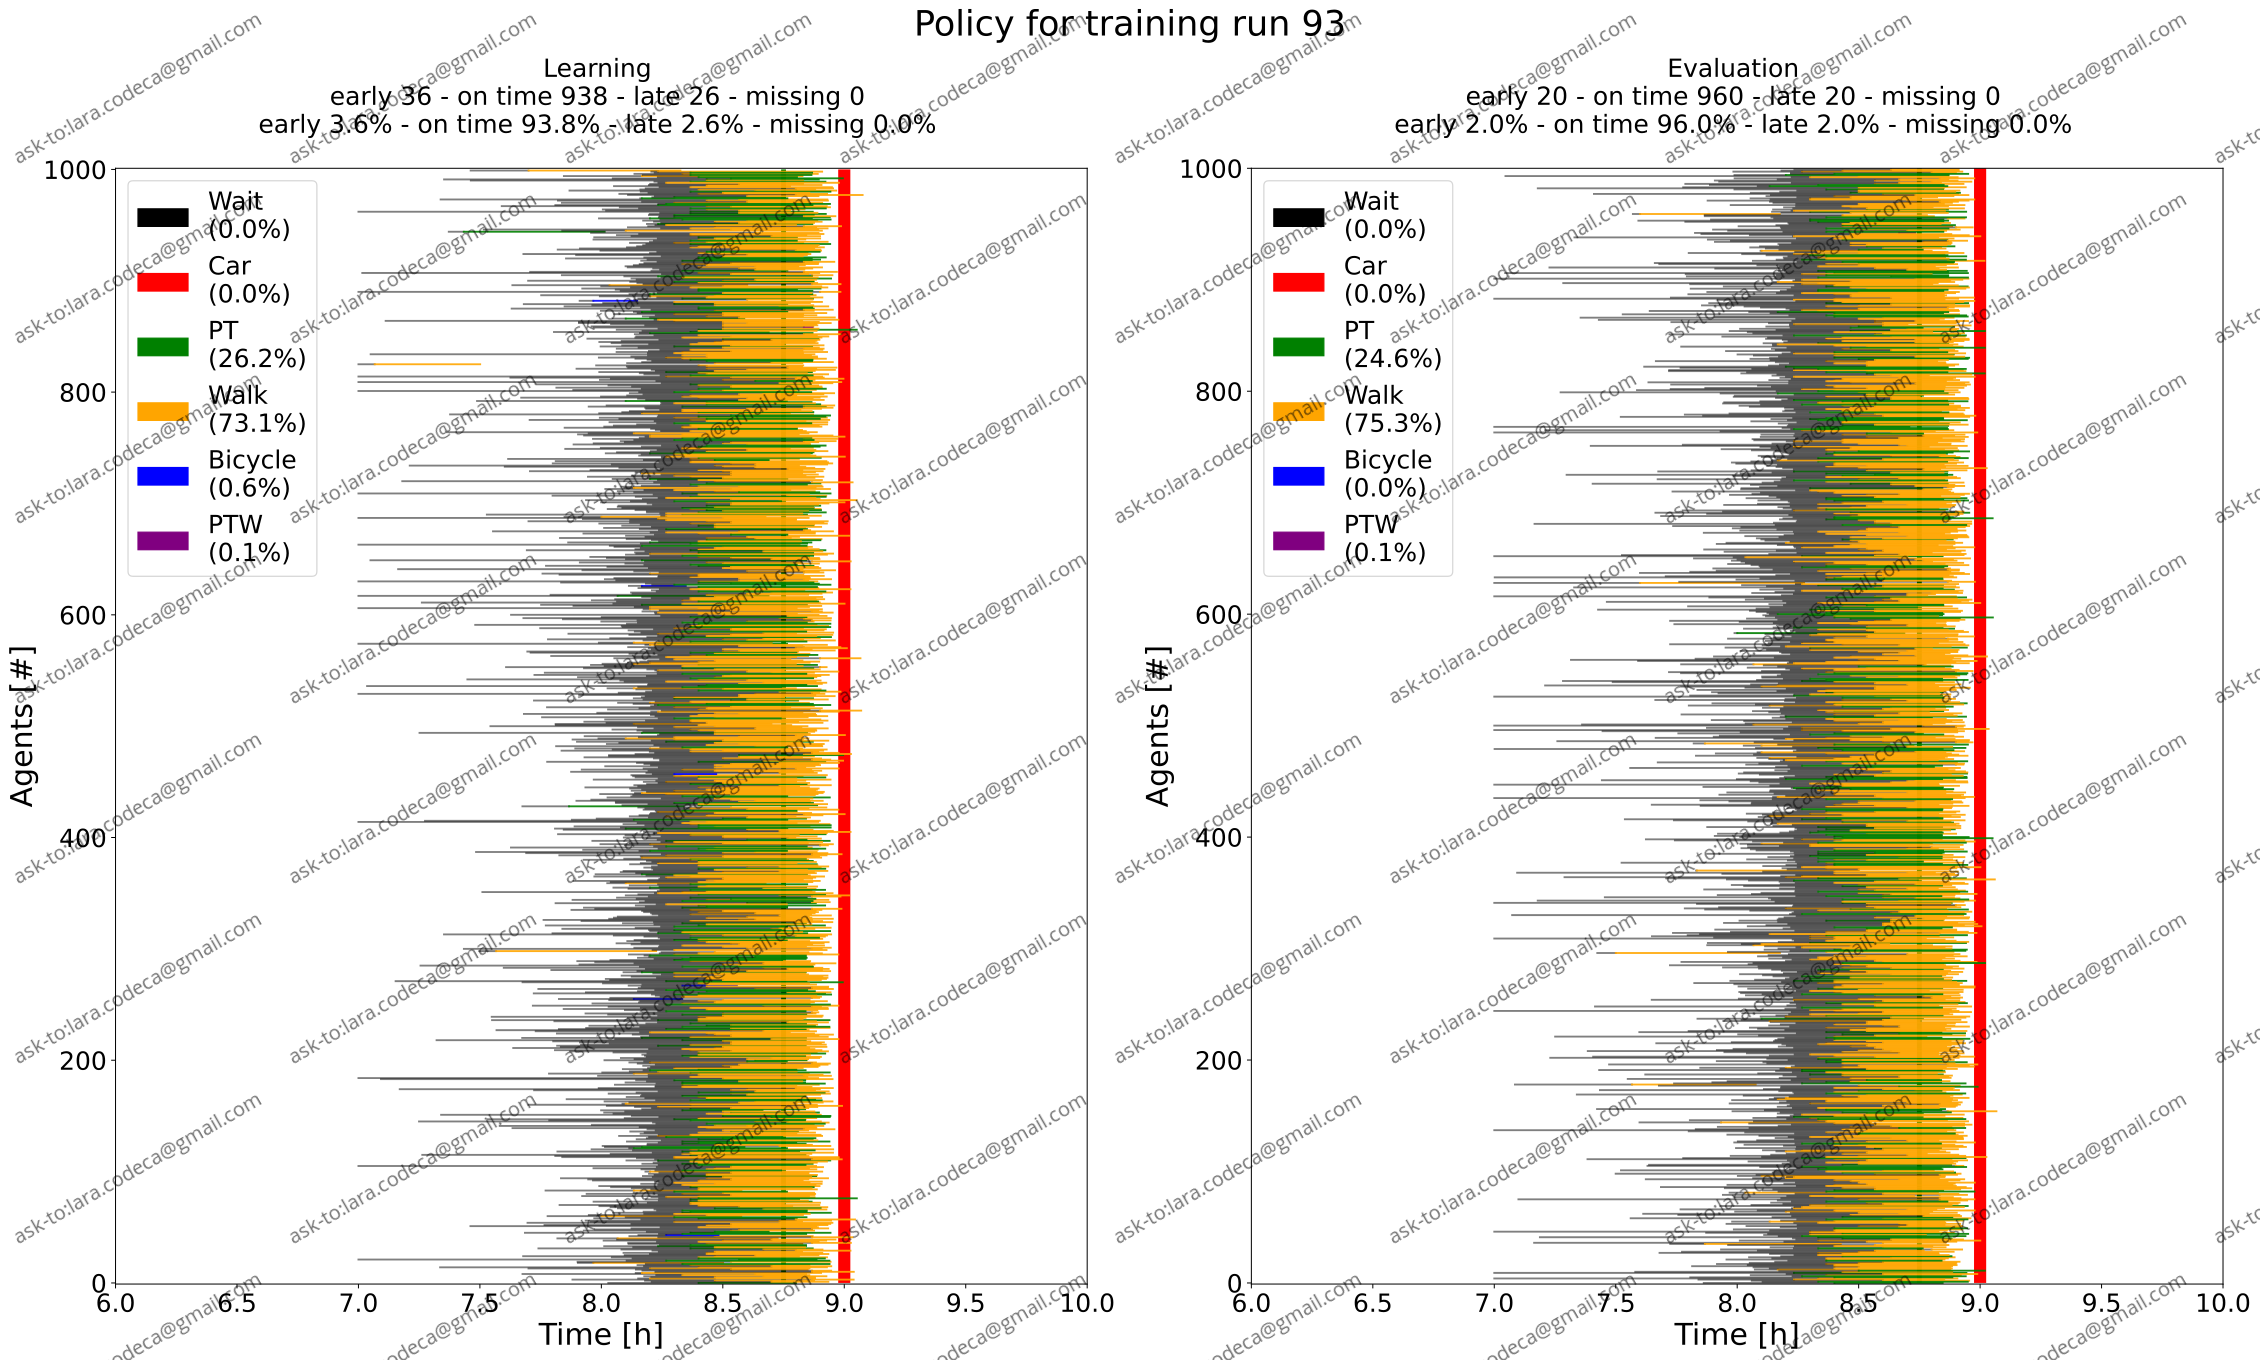 Policy for training run 93
Learning
early 36 - on time 938 - late 26 - missing 0
early 3.6% - on time 93.8% - late 2.6% - missing 0.0%
Agents [#]
1000
800
600
400
200
0
Wait
(0.0%)
Car
(0.0%)
PT
(26.2%)
Walk
(73.1%)
Bicycle
(0.6%)
PTW
(0.1%)
6.0 6.5 7.0 7.5 8.0 8.5 9.0 9.5 10.0
Time [h]
Evaluation
early 20 - on time 960 - late 20 - missing 0
early 2.0% - on time 96.0% - late 2.0% - missing 0.0%
Agents [#]
1000
800
600
400
200
0
Wait
(0.0%)
Car
(0.0%)
PT
(24.6%)
Walk
(75.3%)
Bicycle
(0.0%)
PTW
(0.1%)
6.0 6.5 7.0 7.5 8.0 8.5 9.0 9.5 10.0
Time [h]
ask-to:lara.codeca@gmail.com